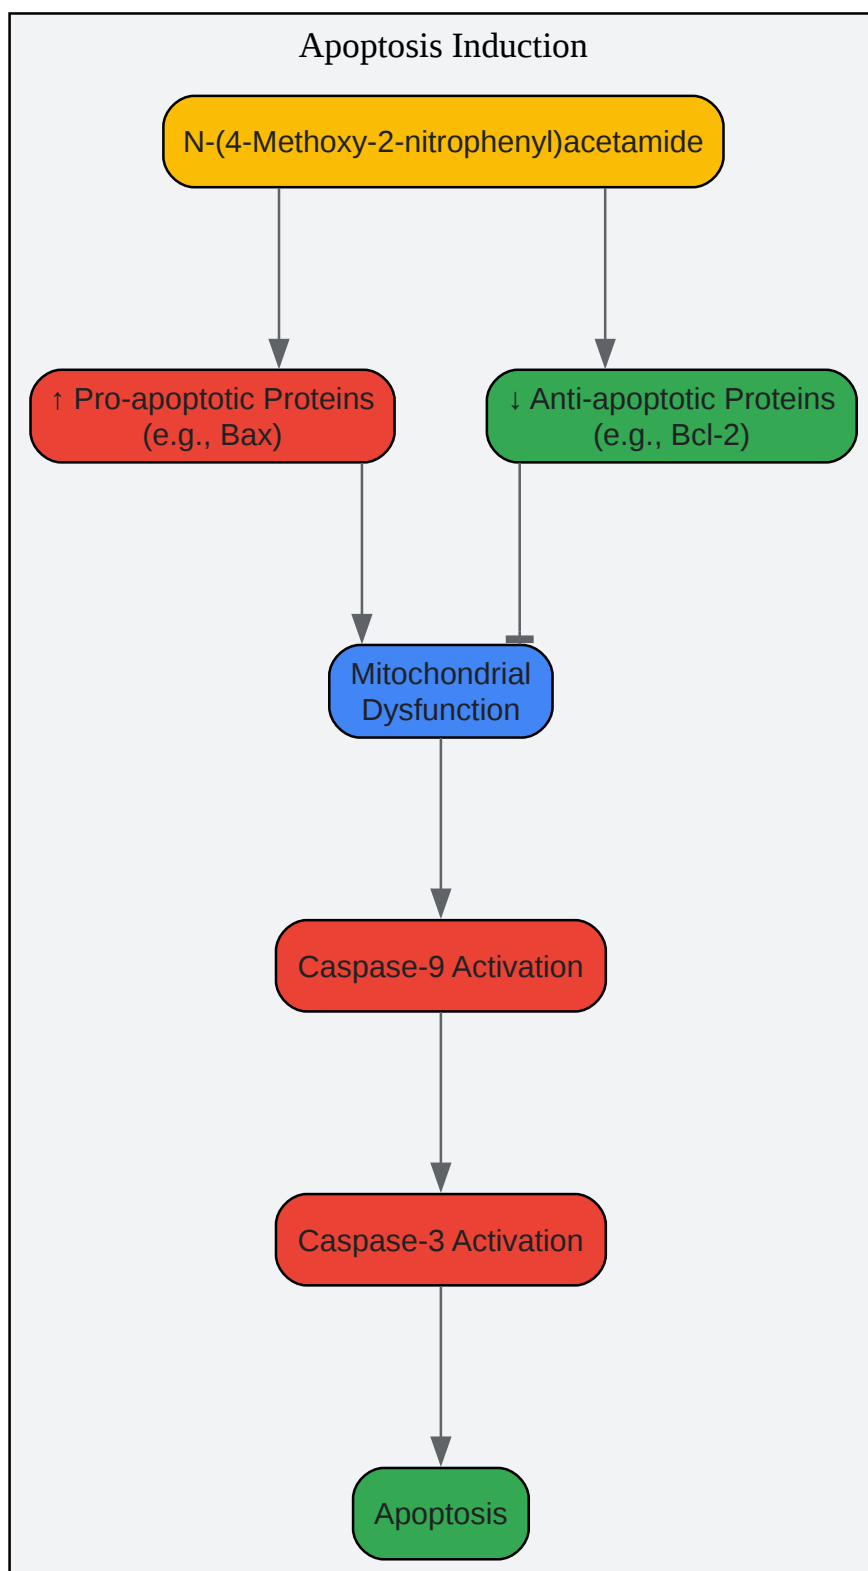 Apoptosis Induction
N-(4-Methoxy-2-nitrophenyl)acetamide
↑ Pro-apoptotic Proteins
(e.g., Bax)
↓ Anti-apoptotic Proteins
(e.g., Bcl-2)
Mitochondrial
Dysfunction
Caspase-9 Activation
Caspase-3 Activation
Apoptosis